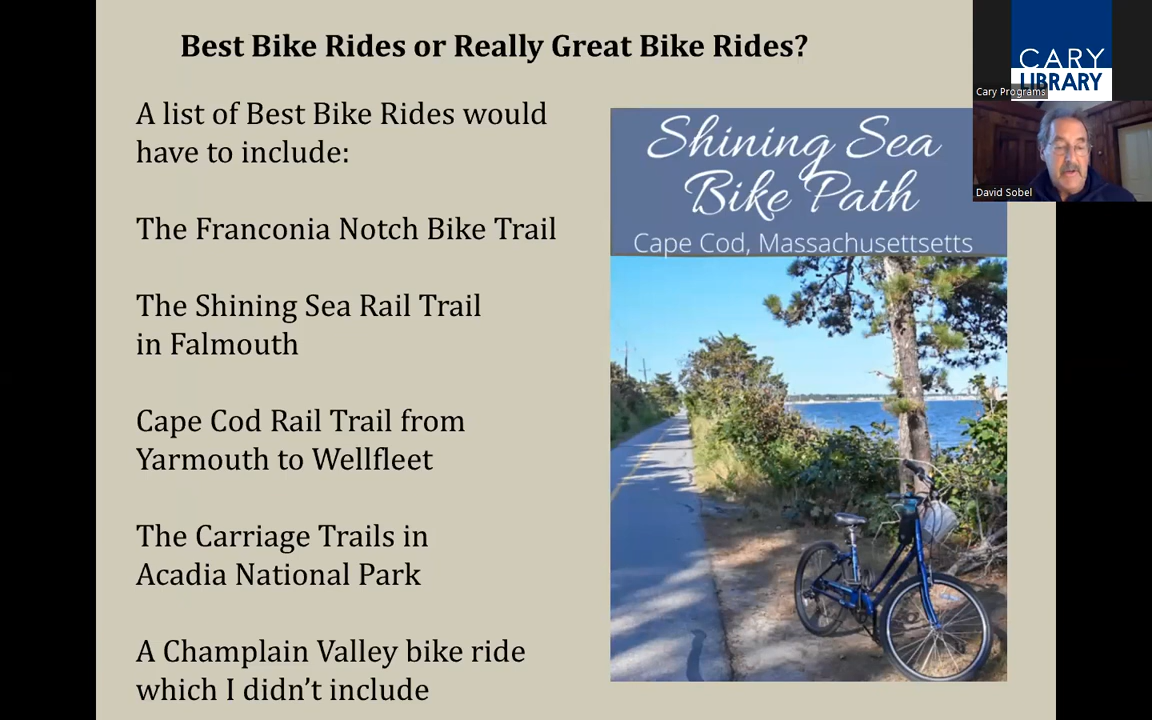 Best Bike Rides or Really Great Bike Rides?
A list of Best Bike Rides would
have to include:
The Franconia Notch Bike Trail
The Shining Sea Rail Trail
in Falmouth
Cape Cod Rail Trail from
Yarmouth to Wellfleet
The Carriage Trails in
Acadia National Park
A Champlain Valley bike ride
which I didn’t include
Shining Sea
Bike Path
Cape Cod, Massachusettsetts
CARY
LIBRARY
Cary Programs
David Sobel